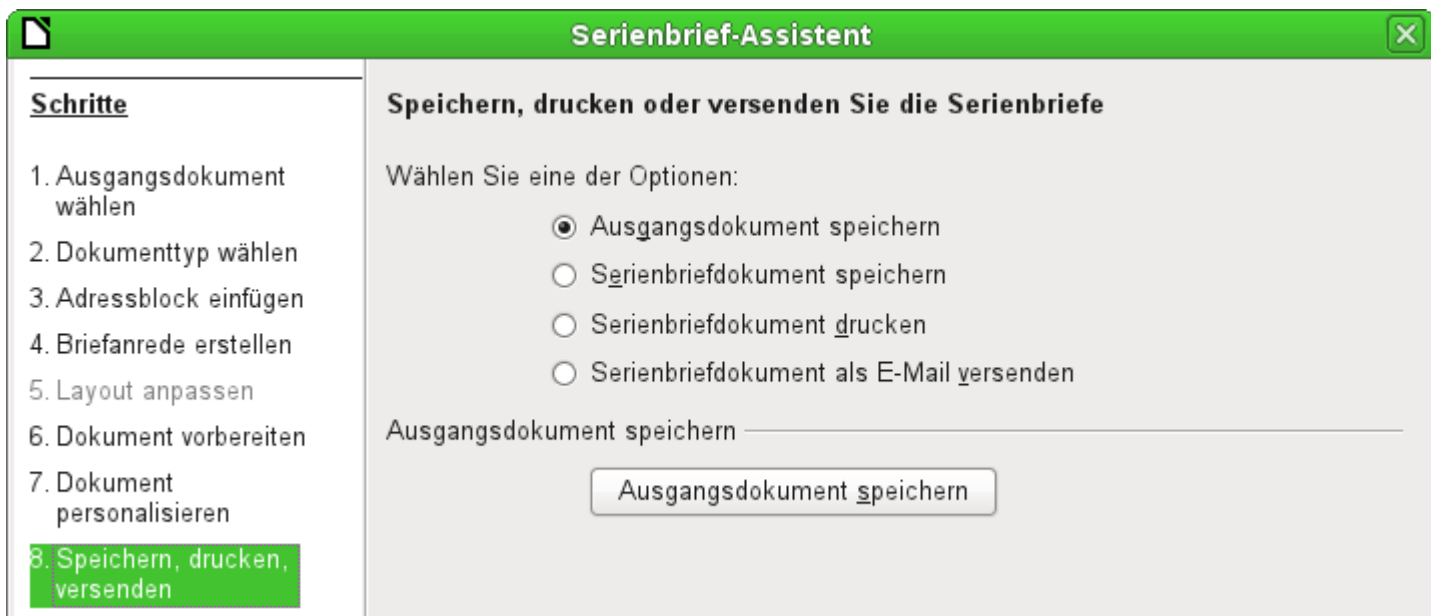 Serienbrief-Assistent
Schritte
1. Ausgangsdokument
wählen
2. Dokumenttyp wählen
3. Adressblock einfügen
4. Briefanrede erstellen
5. Layout anpassen
6. Dokument vorbereiten
7. Dokument
personalisieren
8. Speichern, drucken,
versenden
Speichern, drucken oder versenden Sie die Serienbriefe
Wählen Sie eine der Optionen:
Ausgangsdokument speichern
Serienbriefdokument speichern
Serienbriefdokument drucken
Serienbriefdokument als E-Mail versenden
Ausgangsdokument speichern
Ausgangsdokument speichern